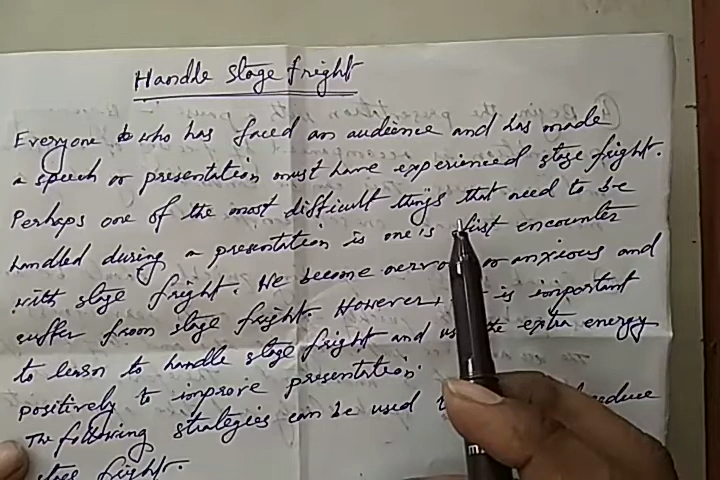 Handle stage fright
Everyone who has faced an audience and has made
a speech or presentation must have experienced stage fright.
Perhaps one of the most difficult things that need to be
handled during a presentation is one's first encounter
with stage fright. We become or anxious and
suffer from stage fright. However, is important
to learn to handle stage fright and the extra energy
positively to improve presentation.
The following strategies can be used reduce
stage fright.